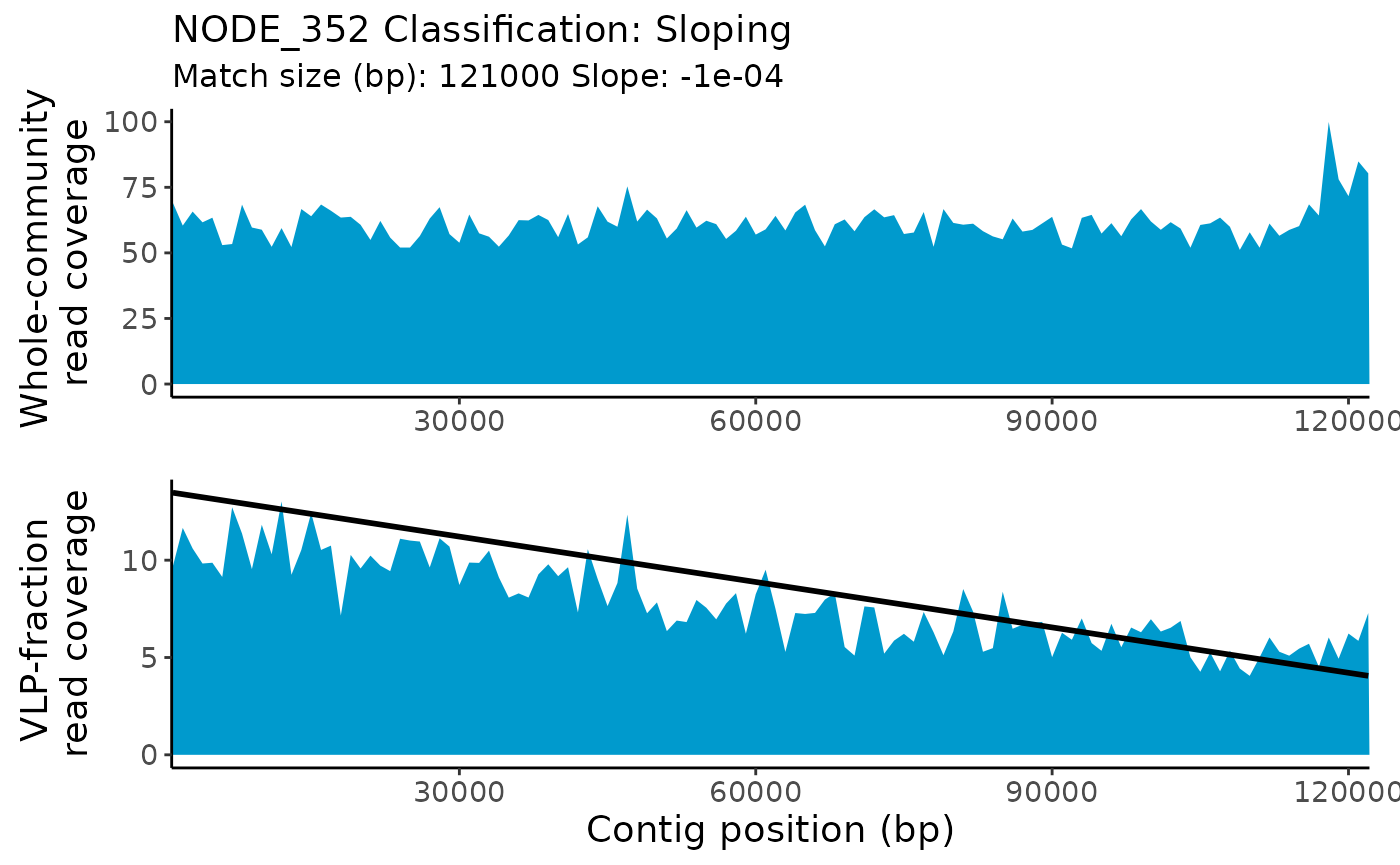 NODE_352 Classification: Sloping
Match size (bp): 121000 Slope: -1e-04
Whole-community
read coverage
100
75
50
25
0
30000 60000 90000 120000
VLP-fraction
read coverage
10
5
0
30000 60000 90000 120000
Contig position (bp)